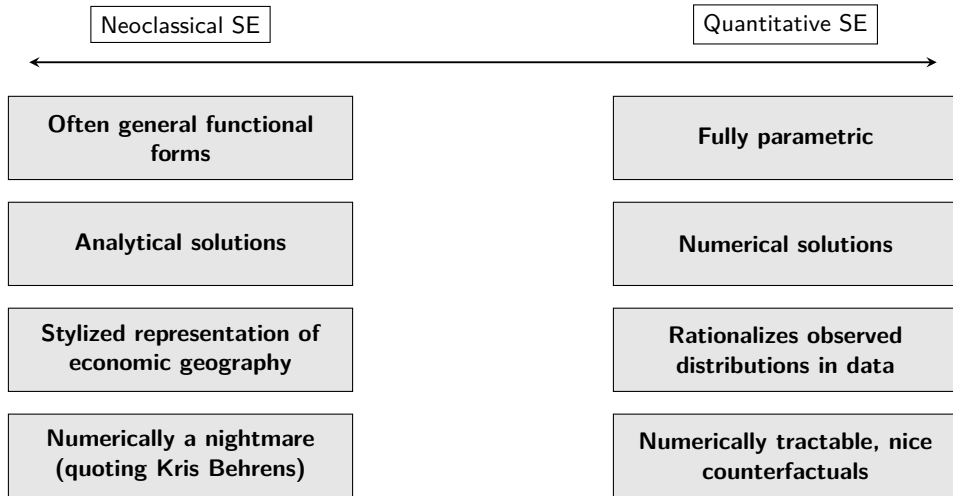 Neoclassical SE
Quantitative SE
Often general functional
forms
Fully parametric
Analytical solutions
Numerical solutions
Stylized representation of
economic geography
Rationalizes observed
distributions in data
Numerically a nightmare
(quoting Kris Behrens)
Numerically tractable, nice
counterfactuals